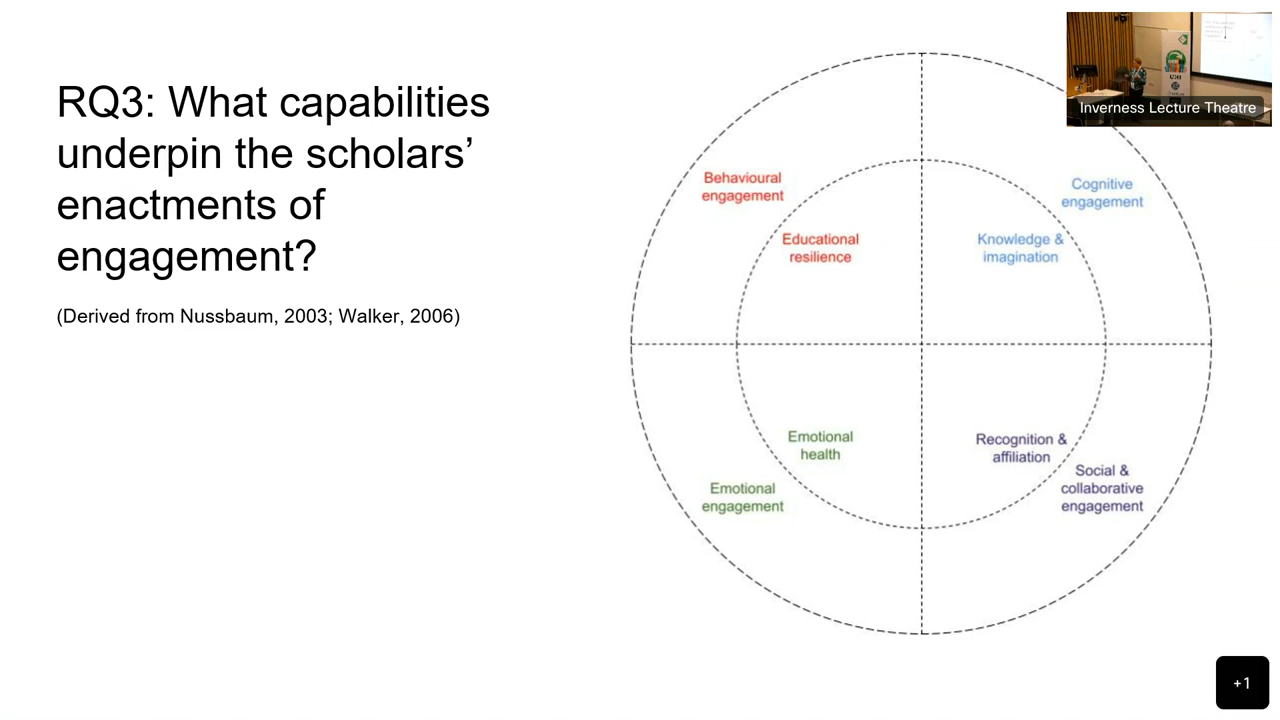 RQ3: What capabilities
underpin the scholars’
enactments of
engagement?
(Derived from Nussbaum, 2003; Walker, 2006)
Behavioural
engagement
Educational
resilience
Cognitive
engagement
Knowledge &
imagination
Emotional
health
Emotional
engagement
Recognition &
affiliation
Social &
collaborative
engagement
Inverness Lecture Theatre
+1